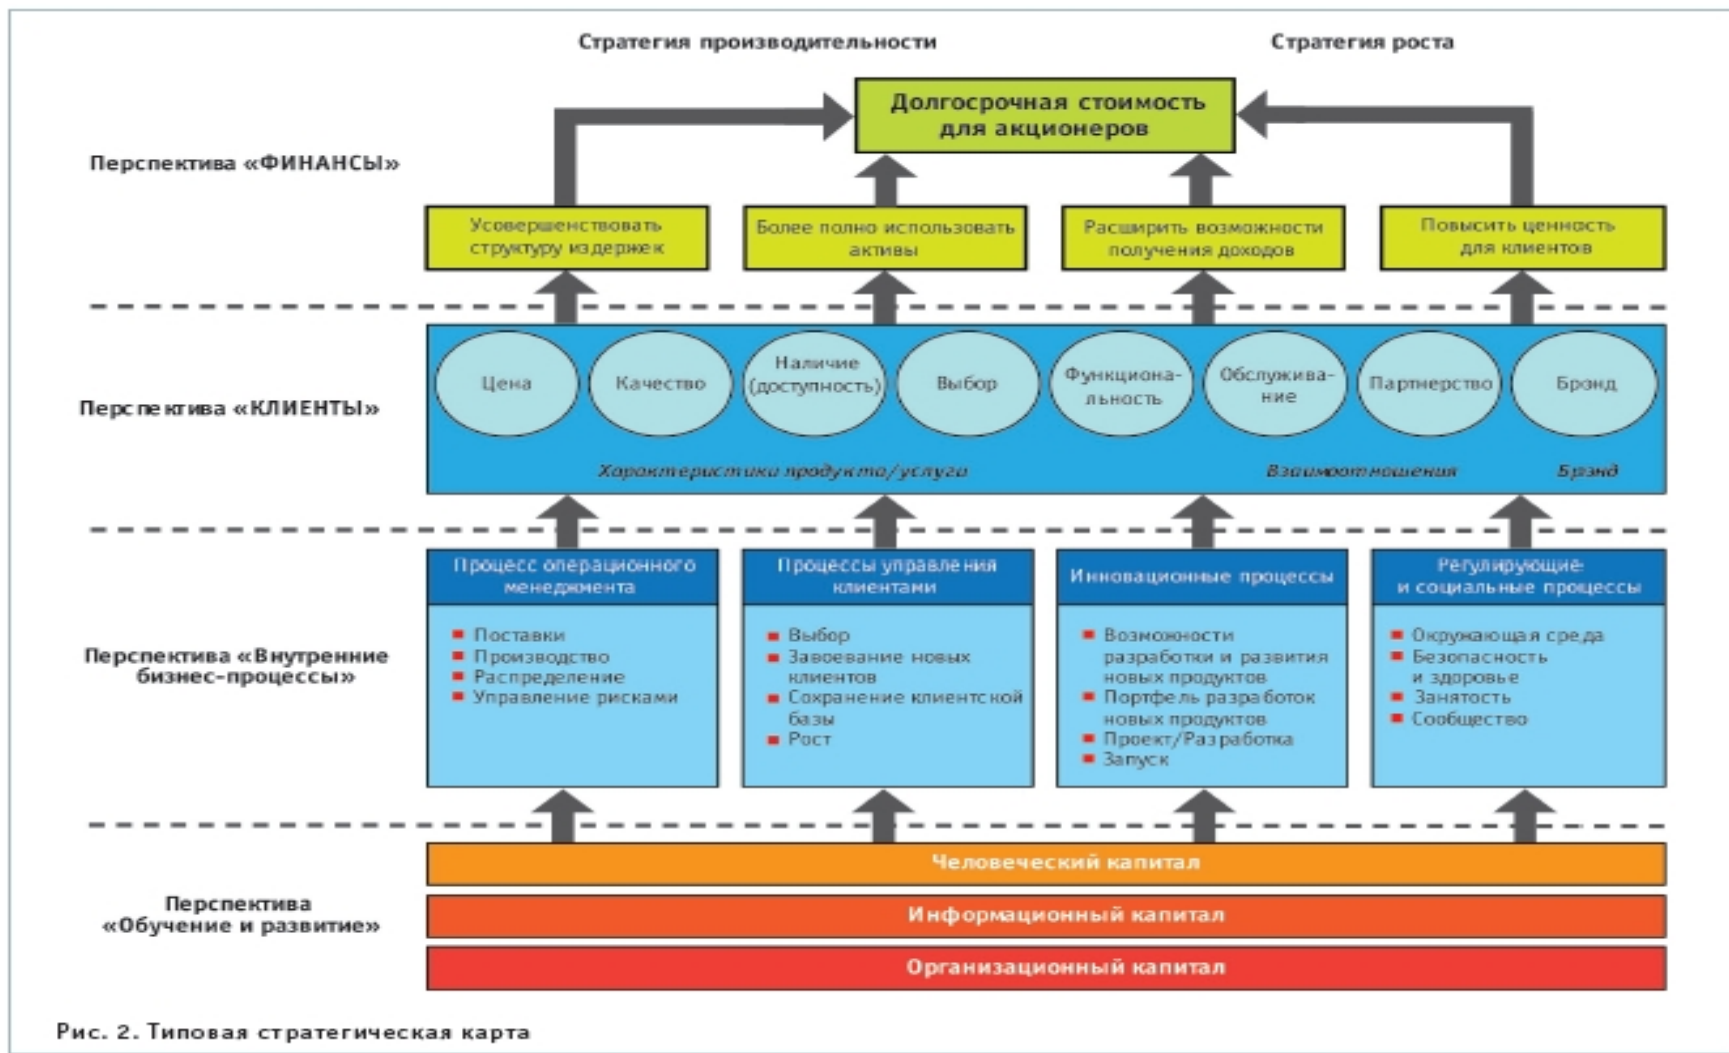 Стратегия производительности
Стратегия роста
Долгосрочная стоимость
для акционеров
Перспектива «ФИНАНСЫ»
Усовершенствовать
структуру издержек
Более полно использовать
активы
Расширить возможности
получения доходов
Повысить ценность
для клиентов
Перспектива «КЛИЕНТЫ»
Цена
Качество
Наличие
(доступность)
Выбор
Функциона-
льность
Обслужива-
ние
Партнерство
Брэнд
Характеристики продукта/услуги
Взаимоотношения
Брэнд
Перспектива «Внутренние
бизнес-процессы»
Процесс операционного
менеджмента
Поставки
Производство
Распределение
Управление рисками
Процессы управления
клиентами
Выбор
Завоевание новых
клиентов
Сохранение клиентской
базы
Рост
Инновационные процессы
Возможности
разработки и развития
новых продуктов
Портфель разработок
новых продуктов
Проект/Разработка
Запуск
Регулирующие
и социальные процессы
Окружающая среда
Безопасность
и здоровье
Занятость
Сообщество
Перспектива
«Обучение и развитие»
Человеческий капитал
Информационный капитал
Организационный капитал
Рис. 2. Типовая стратегическая карта